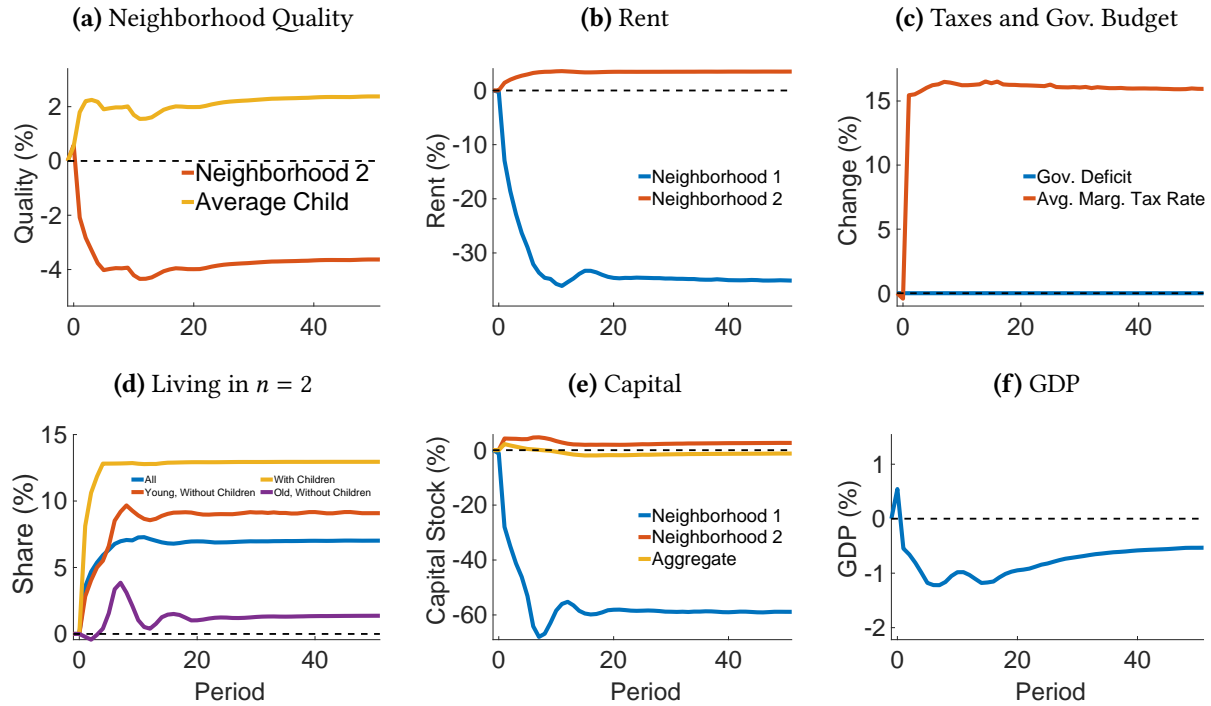 (a) Neighborhood Quality
Quality (%)
2
0
-2
-4
0
20
40
Neighborhood 2
Average Child
(b) Rent
Rent (%)
0
-10
-20
-30
0
20
40
Neighborhood 1
Neighborhood 2
(c) Taxes and Gov. Budget
Change (%)
15
10
5
0
0
20
40
Gov. Deficit
Avg. Marg. Tax Rate
(d) Living in n = 2
Share (%)
15
10
5
0
0
20
40
Period
All
With Children
Young, Without Children
Old, Without Children
(e) Capital
Capital Stock (%)
0
-20
-40
-60
0
20
40
Period
Neighborhood 1
Neighborhood 2
Aggregate
(f) GDP
GDP (%)
1
0
-1
-2
0
20
40
Period